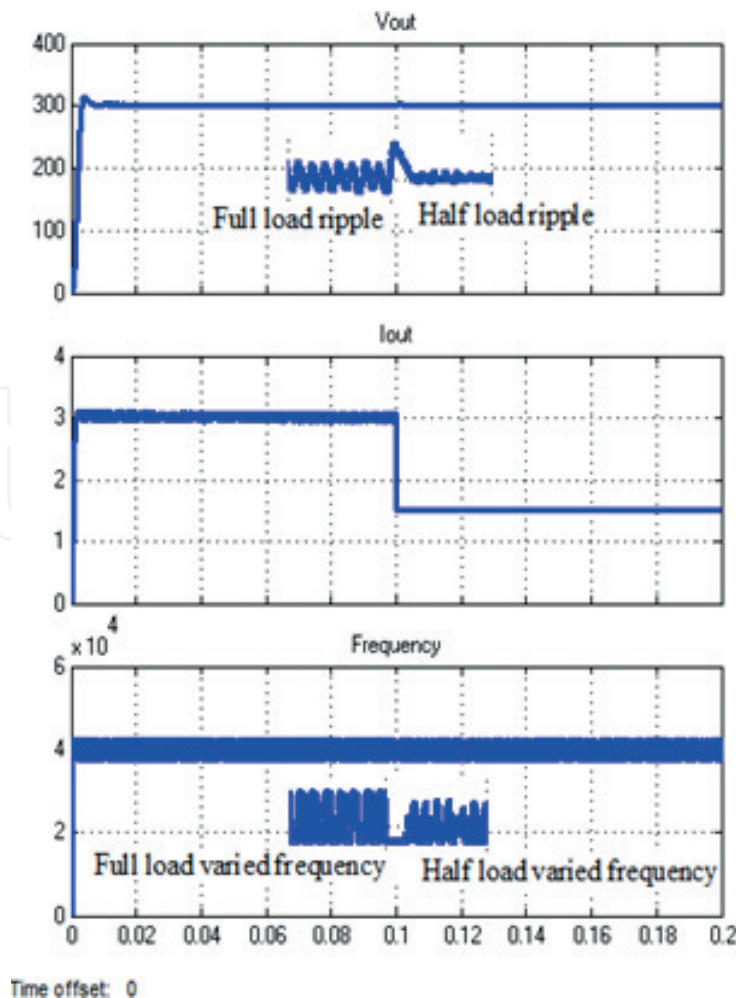 Vout
400
300
200
100
0
Full load ripple
Half load ripple
Iout
4
3
2
1
0
x 10^4
Frequency
6
4
2
0
Full load varied frequency
Half load varied frequency
0 0.02 0.04 0.06 0.08 0.1 0.12 0.14 0.16 0.18 0.2
Time offset: 0